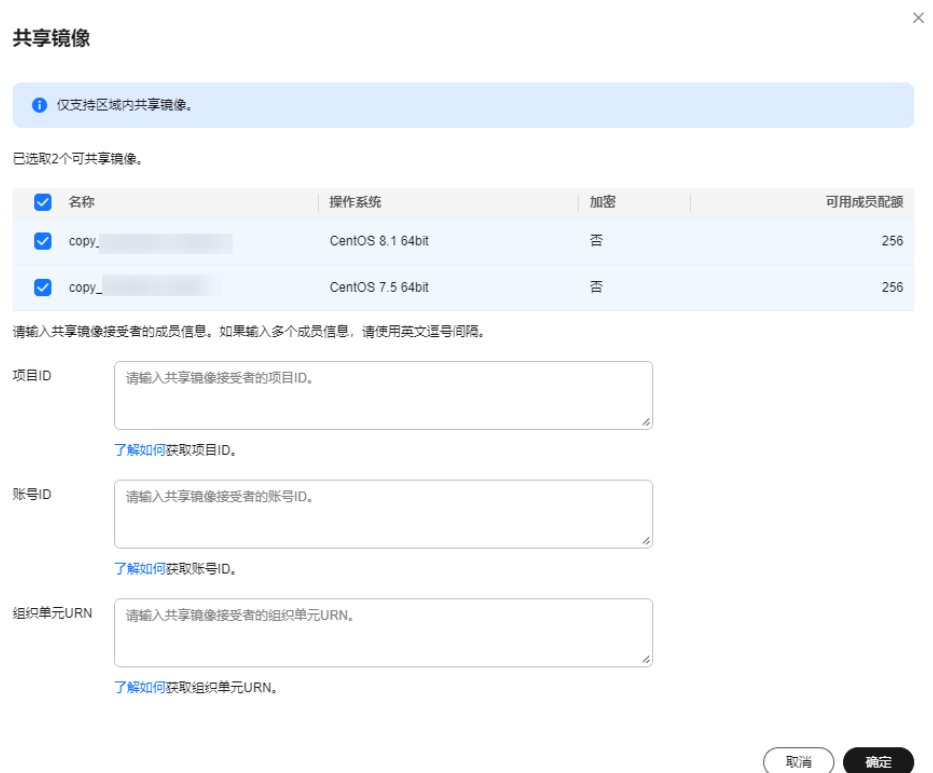 共享镜像
仅支持区域内共享镜像。
已选取2个可共享镜像。
名称 操作系统 加密 可用成员配额
copy_ CentOS 8.1 64bit 否 256
copy_ CentOS 7.5 64bit 否 256
请输入共享镜像接受者的成员信息。如果输入多个成员信息，请使用英文逗号间隔。
项目ID 请输入共享镜像接受者的项目ID。
了解如何获取项目ID。
账号ID 请输入共享镜像接受者的账号ID。
了解如何获取账号ID。
组织单元URN 请输入共享镜像接受者的组织单元URN。
了解如何获取组织单元URN。
取消 确定